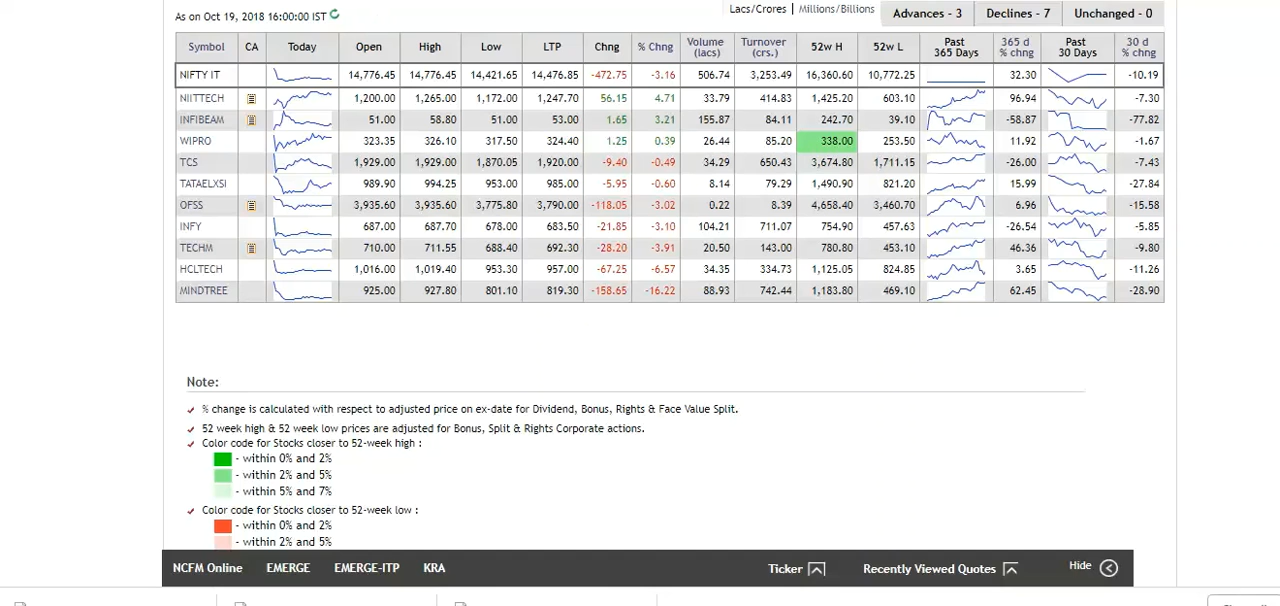 As on Oct 19, 2018 16:00:00 IST
Lacs/Crores | Millions/Billions
Advances - 3 Declines - 7 Unchanged - 0
Symbol CA Today Open High Low LTP Chng % Chng Volume (lacs) Turnover (crs.) 52w H 52w L Past 365 Days 365 d % chng Past 30 Days 30 d % chng
NIFTY IT 14,776.45 14,776.45 14,421.65 14,476.85 -472.75 -3.16 506.74 3,253.49 16,360.60 10,772.25 32.30 -10.19
NIITTECH 1,200.00 1,265.00 1,172.00 1,247.70 56.15 4.71 33.79 414.83 1,425.20 603.10 96.94 -7.30
INFIBEAM 51.00 58.80 51.00 53.00 1.65 3.21 155.87 84.11 242.70 39.10 -58.87 -77.82
WIPRO 323.35 326.10 317.50 324.40 1.25 0.39 26.44 85.20 338.00 253.50 11.92 -1.67
TCS 1,929.00 1,929.00 1,870.05 1,920.00 -9.40 -0.49 34.29 650.43 3,674.80 1,711.15 -26.00 -7.43
TATAELXSI 989.90 994.25 953.00 985.00 -5.95 -0.60 8.14 79.29 1,490.90 821.20 15.99 -27.84
OFSS 3,935.60 3,935.60 3,775.80 3,790.00 -118.05 -3.02 0.22 8.39 4,658.40 3,460.70 6.96 -15.58
INFY 687.00 687.70 678.00 683.50 -21.85 -3.10 104.21 711.07 754.90 457.63 -26.54 -5.85
TECHM 710.00 711.55 688.40 692.30 -28.20 -3.91 20.50 143.00 780.80 453.10 46.36 -9.80
HCLTECH 1,016.00 1,019.40 953.30 957.00 -67.25 -6.57 34.35 334.73 1,125.05 824.85 3.65 -11.26
MINDTREE 925.00 927.80 801.10 819.30 -158.65 -16.22 88.93 742.44 1,183.80 469.10 62.45 -28.90
Note:
% change is calculated with respect to adjusted price on ex-date for Dividend, Bonus, Rights & Face Value Split.
52 week high & 52 week low prices are adjusted for Bonus, Split & Rights Corporate actions.
Color code for Stocks closer to 52-week high :
- within 0% and 2%
- within 2% and 5%
- within 5% and 7%
Color code for Stocks closer to 52-week low :
- within 0% and 2%
- within 2% and 5%
NCFM Online EMERGE EMERGE-ITP KRA Ticker Recently Viewed Quotes Hide